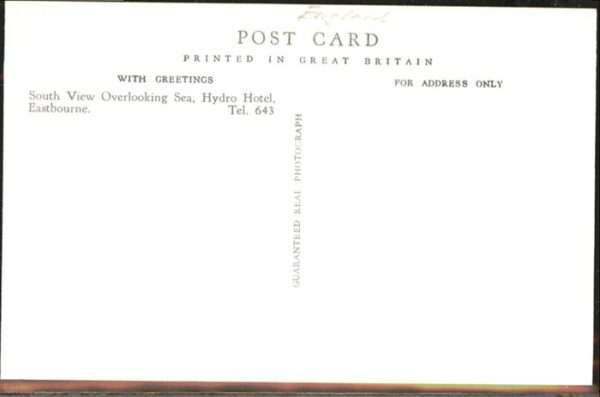 England
POST CARD
PRINTED IN GREAT BRITAIN
WITH GREETINGS
FOR ADDRESS ONLY
South View Overlooking Sea, Hydro Hotel,
Eastbourne. Tel. 643
GUARANTEED REAL PHOTOGRAPH